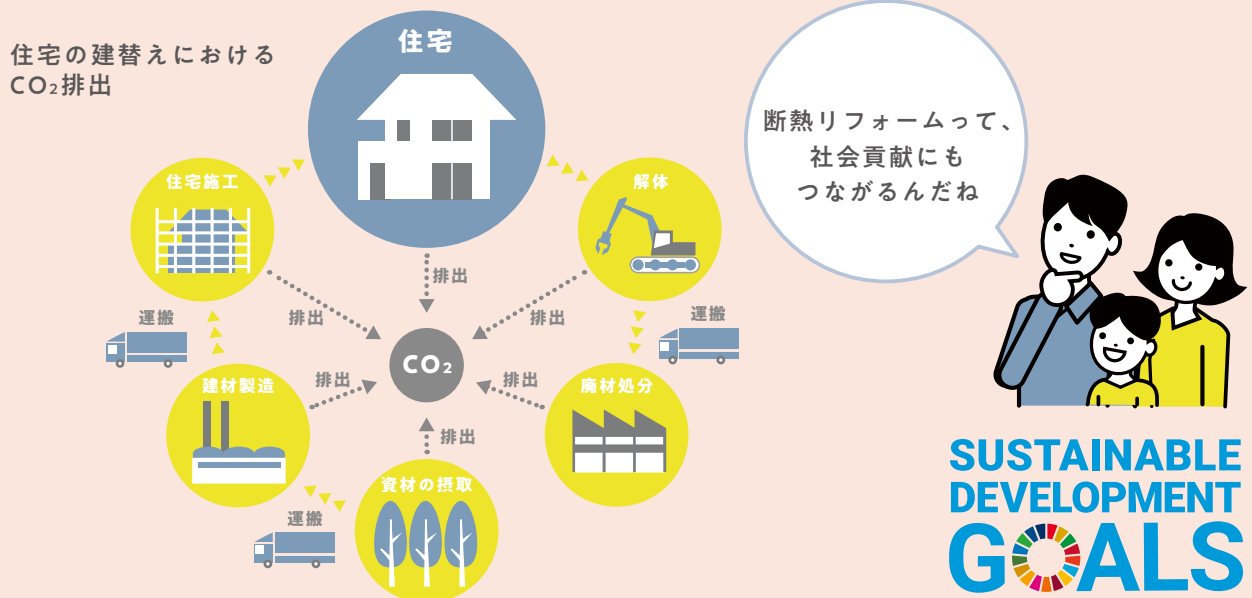 住宅の建替えにおける
CO₂排出
住宅
住宅施工
解体
排出
排出
排出
運搬
運搬
CO₂
建材製造
排出
排出
廃材処分
排出
資材の摂取
運搬
断熱リフォームって、
社会貢献にも
つながるんだね
SUSTAINABLE
DEVELOPMENT
GOALS